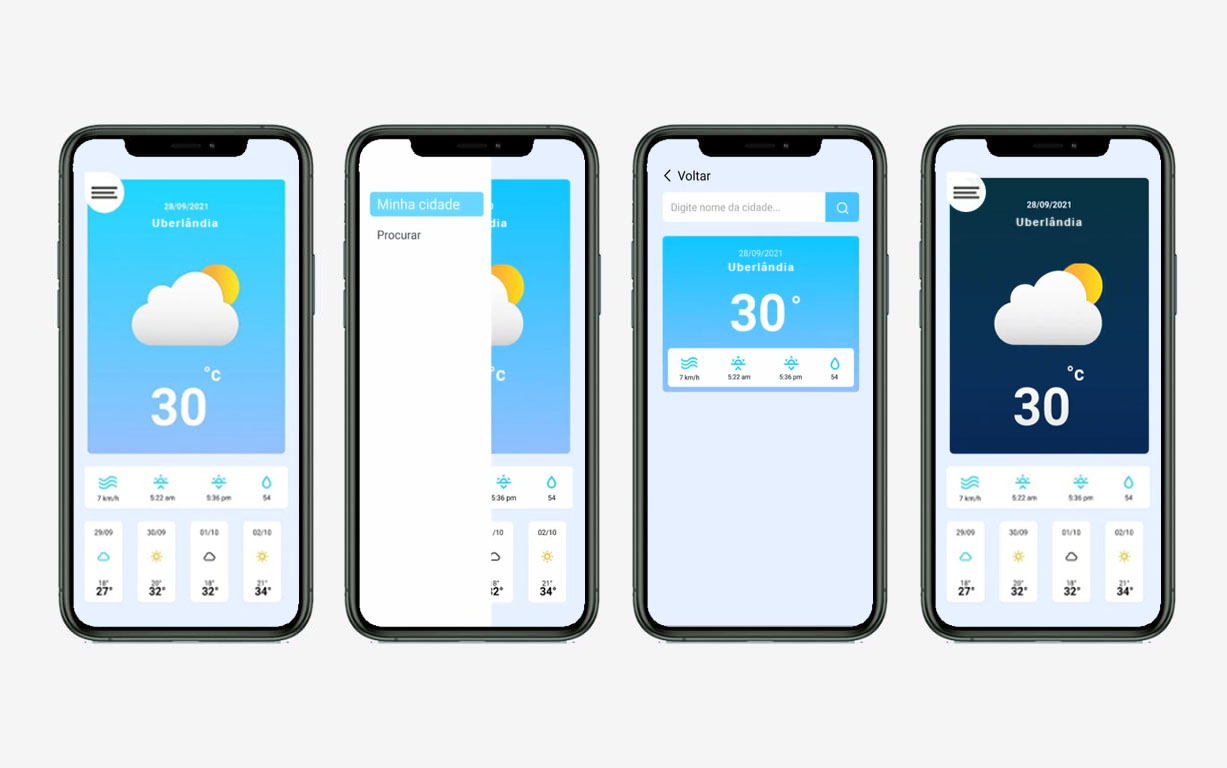 28/09/2021
Uberlândia
°c
30
7 km/h 5:22 am 5:36 pm 54
29/09 30/09 01/10 02/10
18° 20° 18° 21°
27° 32° 32° 34°
Minha cidade
Procurar
dia
°c
5:36 pm 54
/10 02/10
8° 21°
32° 34°
Voltar
Digite nome da cidade...
28/09/2021
Uberlândia
30°
7 km/h 5:22 am 5:36 pm 54
28/09/2021
Uberlândia
°c
30
7 km/h 5:22 am 5:36 pm 54
29/09 30/09 01/10 02/10
18° 20° 18° 21°
27° 32° 32° 34°